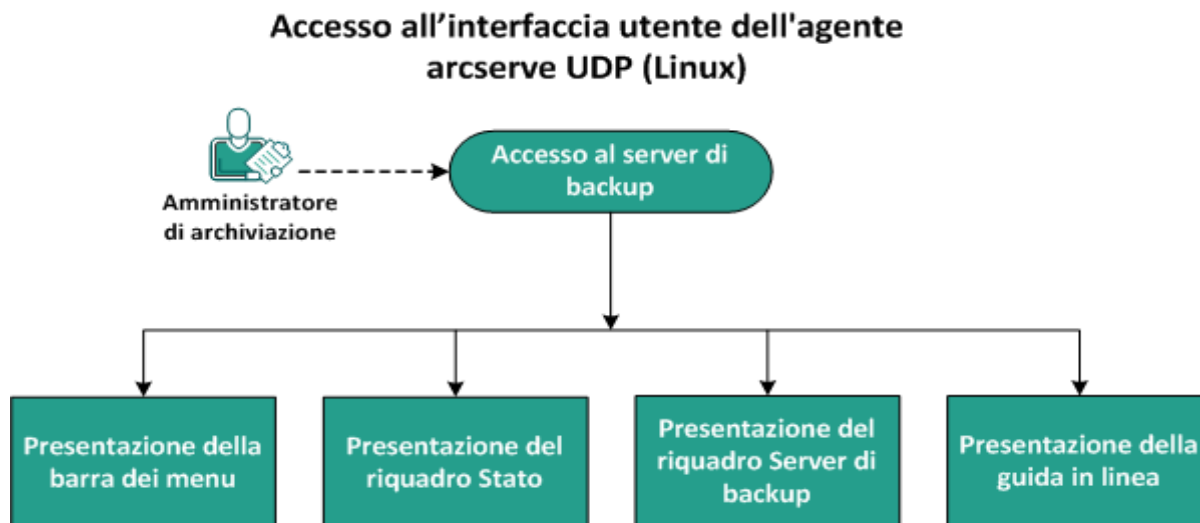 Accesso all’interfaccia utente dell'agente
arcserve UDP (Linux)
Accesso al server di
backup
Amministratore
di archiviazione
Presentazione della
barra dei menu
Presentazione del
riquadro Stato
Presentazione del
riquadro Server di
backup
Presentazione della
guida in linea